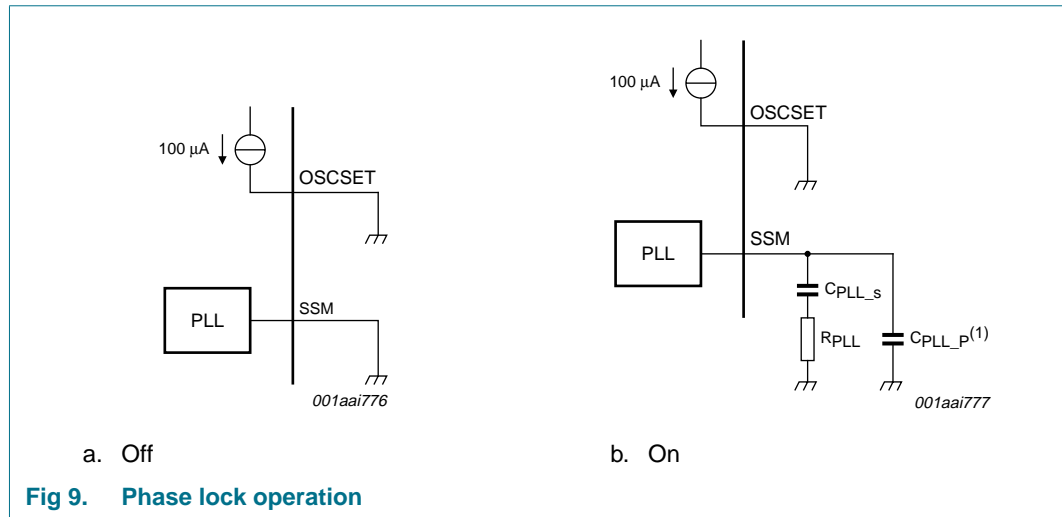 100 μA
OSCSET
PLL
SSM
001aai776
a. Off
100 μA
OSCSET
PLL
SSM
CPLL_s
RPLL
CPLL_P(1)
001aai777
b. On
Fig 9. Phase lock operation